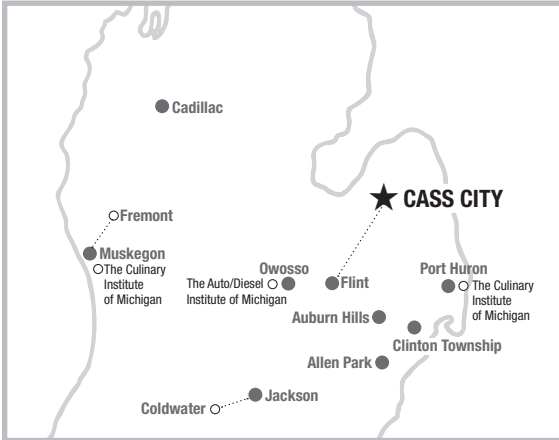 Cadillac
CASS CITY
Fremont
Muskegon
The Culinary
Institute
of Michigan
Owosso
The Auto/Diesel
Institute of Michigan
Flint
Port Huron
The Culinary
Institute
of Michigan
Auburn Hills
Clinton Township
Allen Park
Jackson
Coldwater